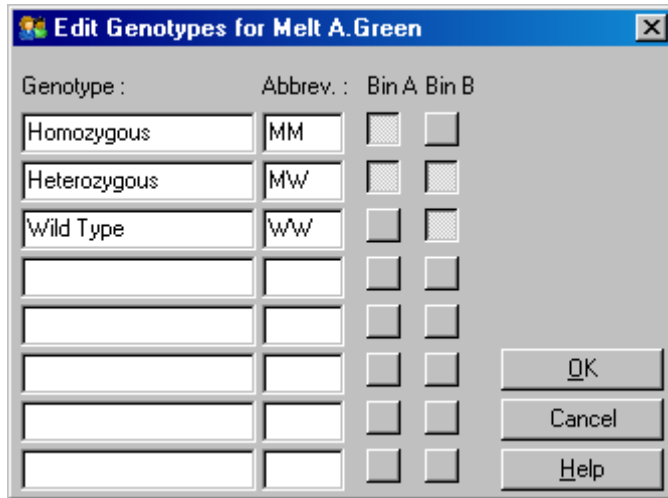 Edit Genotypes for Melt A.Green
Genotype : Abbrev. : Bin A Bin B
Homozygous MM
Heterozygous MW
Wild Type WW
OK
Cancel
Help